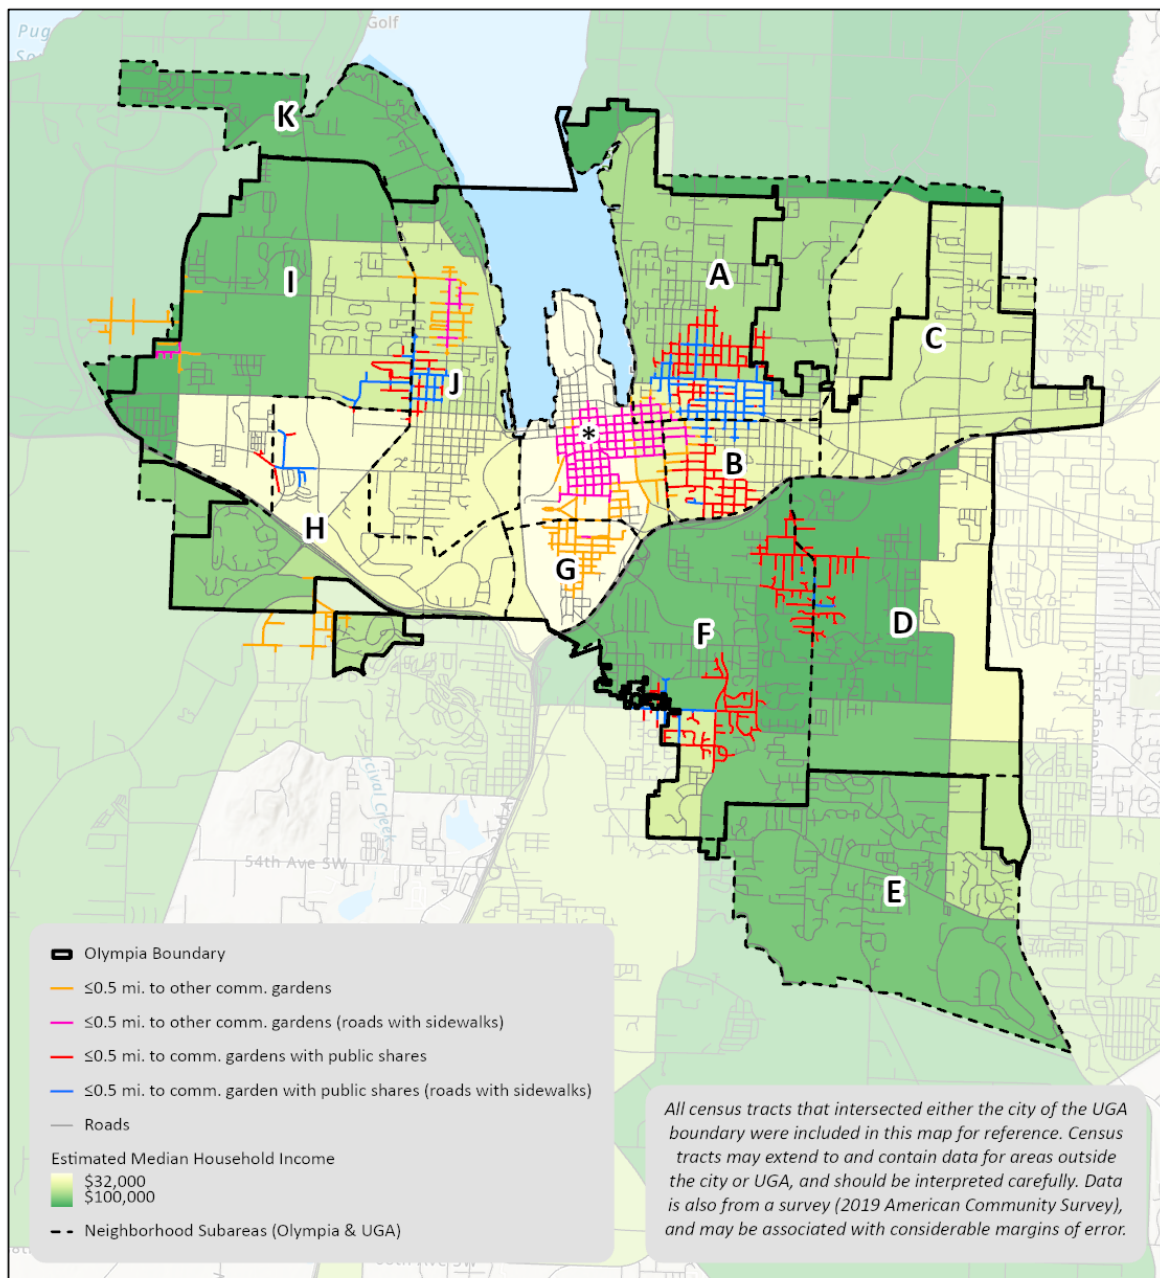 Golf
Pug
K
A
I
C
J
B
*
H
G
F
D
E
College St
54th Ave SW
Olympia Boundary
≤0.5 mi. to other comm. gardens
≤0.5 mi. to other comm. gardens (roads with sidewalks)
≤0.5 mi. to comm. gardens with public shares
≤0.5 mi. to comm. garden with public shares (roads with sidewalks)
Roads
Estimated Median Household Income
$32,000
$100,000
Neighborhood Subareas (Olympia & UGA)
All census tracts that intersected either the city of the UGA
boundary were included in this map for reference. Census
tracts may extend to and contain data for areas outside
the city or UGA, and should be interpreted carefully. Data
is also from a survey (2019 American Community Survey),
and may be associated with considerable margins of error.